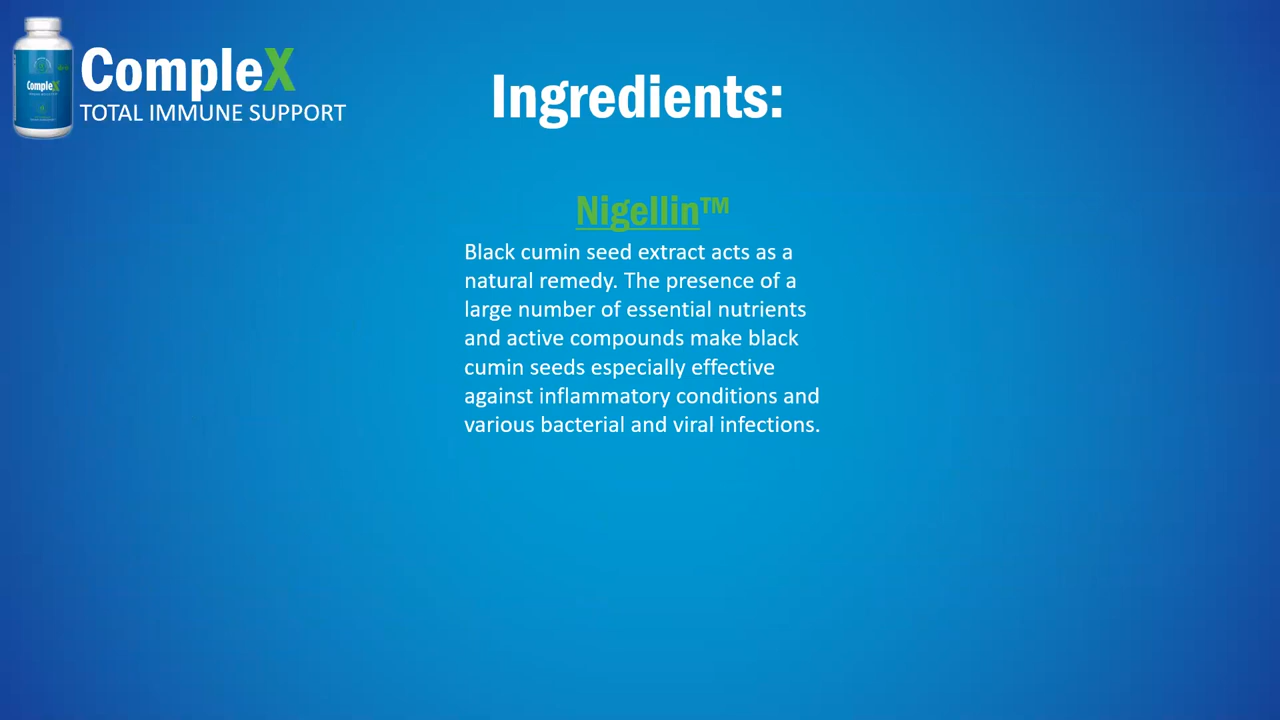 CompleX
TOTAL IMMUNE SUPPORT
CompleX
Ingredients:
Nigellin™
Black cumin seed extract acts as a
natural remedy. The presence of a
large number of essential nutrients
and active compounds make black
cumin seeds especially effective
against inflammatory conditions and
various bacterial and viral infections.